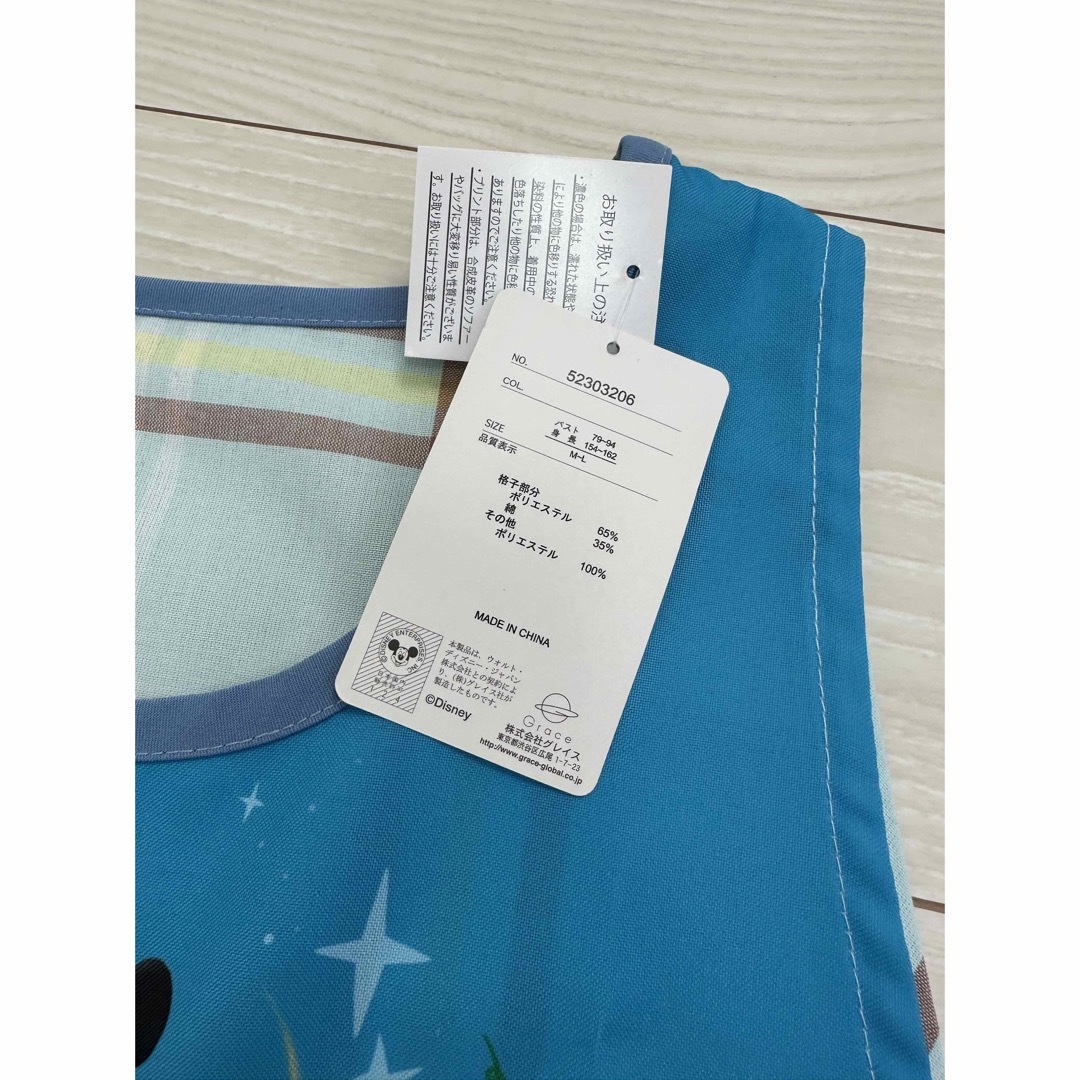 お取り扱い上の注
・濃色の場合は、濡れた状態や
により他の物に色移りする恐れ
染料の性質上、着用中の
色落ちしたり他の物に色移
ありますのでご注意ください
・プリント部分は、合成皮革のソファー
やバッグに大変移り易い性質がございま
す。お取り扱いには十分ご注意ください。
NO. 52303206
COL.
SIZE バスト 79~94
身長 154~162
M~L
品質表示
格子部分
ポリエステル 65%
綿 35%
その他
ポリエステル 100%
MADE IN CHINA
© DISNEY ENTERPRISES, INC.
1 2 4
本製品は、ウォルト・
ディズニー・ジャパン
株式会社との契約によ
り、(株)グレイス社が
製造したものです。
©Disney
Grace
株式会社グレイス
東京都渋谷区広尾 1-7-23
http://www.grace-global.co.jp